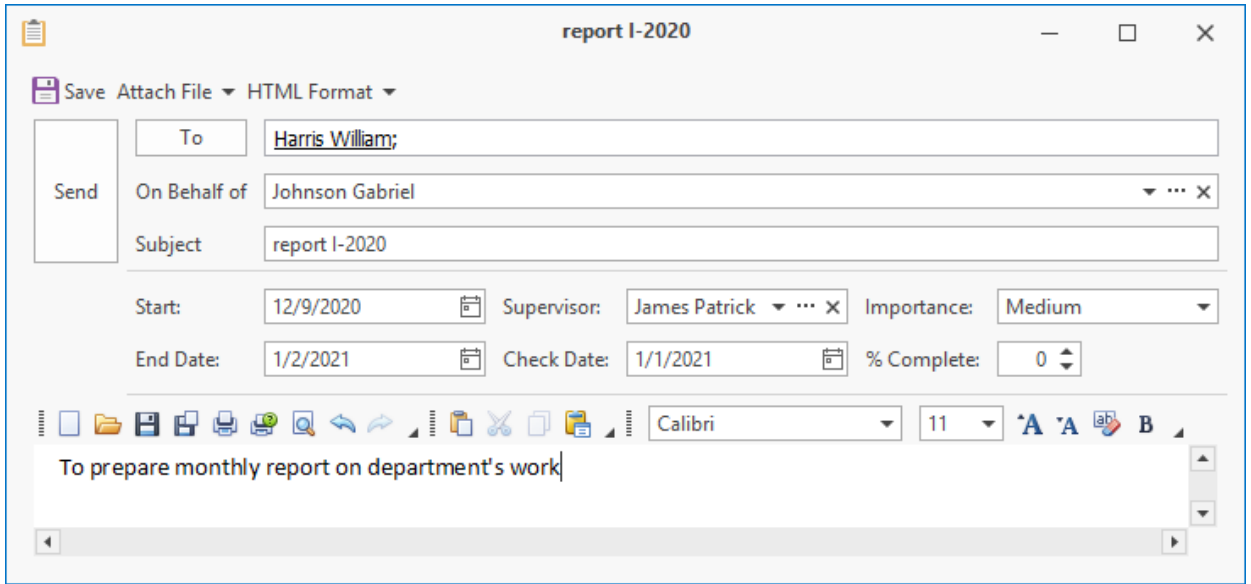 report I-2020
Save Attach File HTML Format
To Harris William;
Send On Behalf of Johnson Gabriel
Subject report I-2020
Start: 12/9/2020 Supervisor: James Patrick Importance: Medium
End Date: 1/2/2021 Check Date: 1/1/2021 % Complete: 0
Calibri 11 A A ab B
To prepare monthly report on department's work